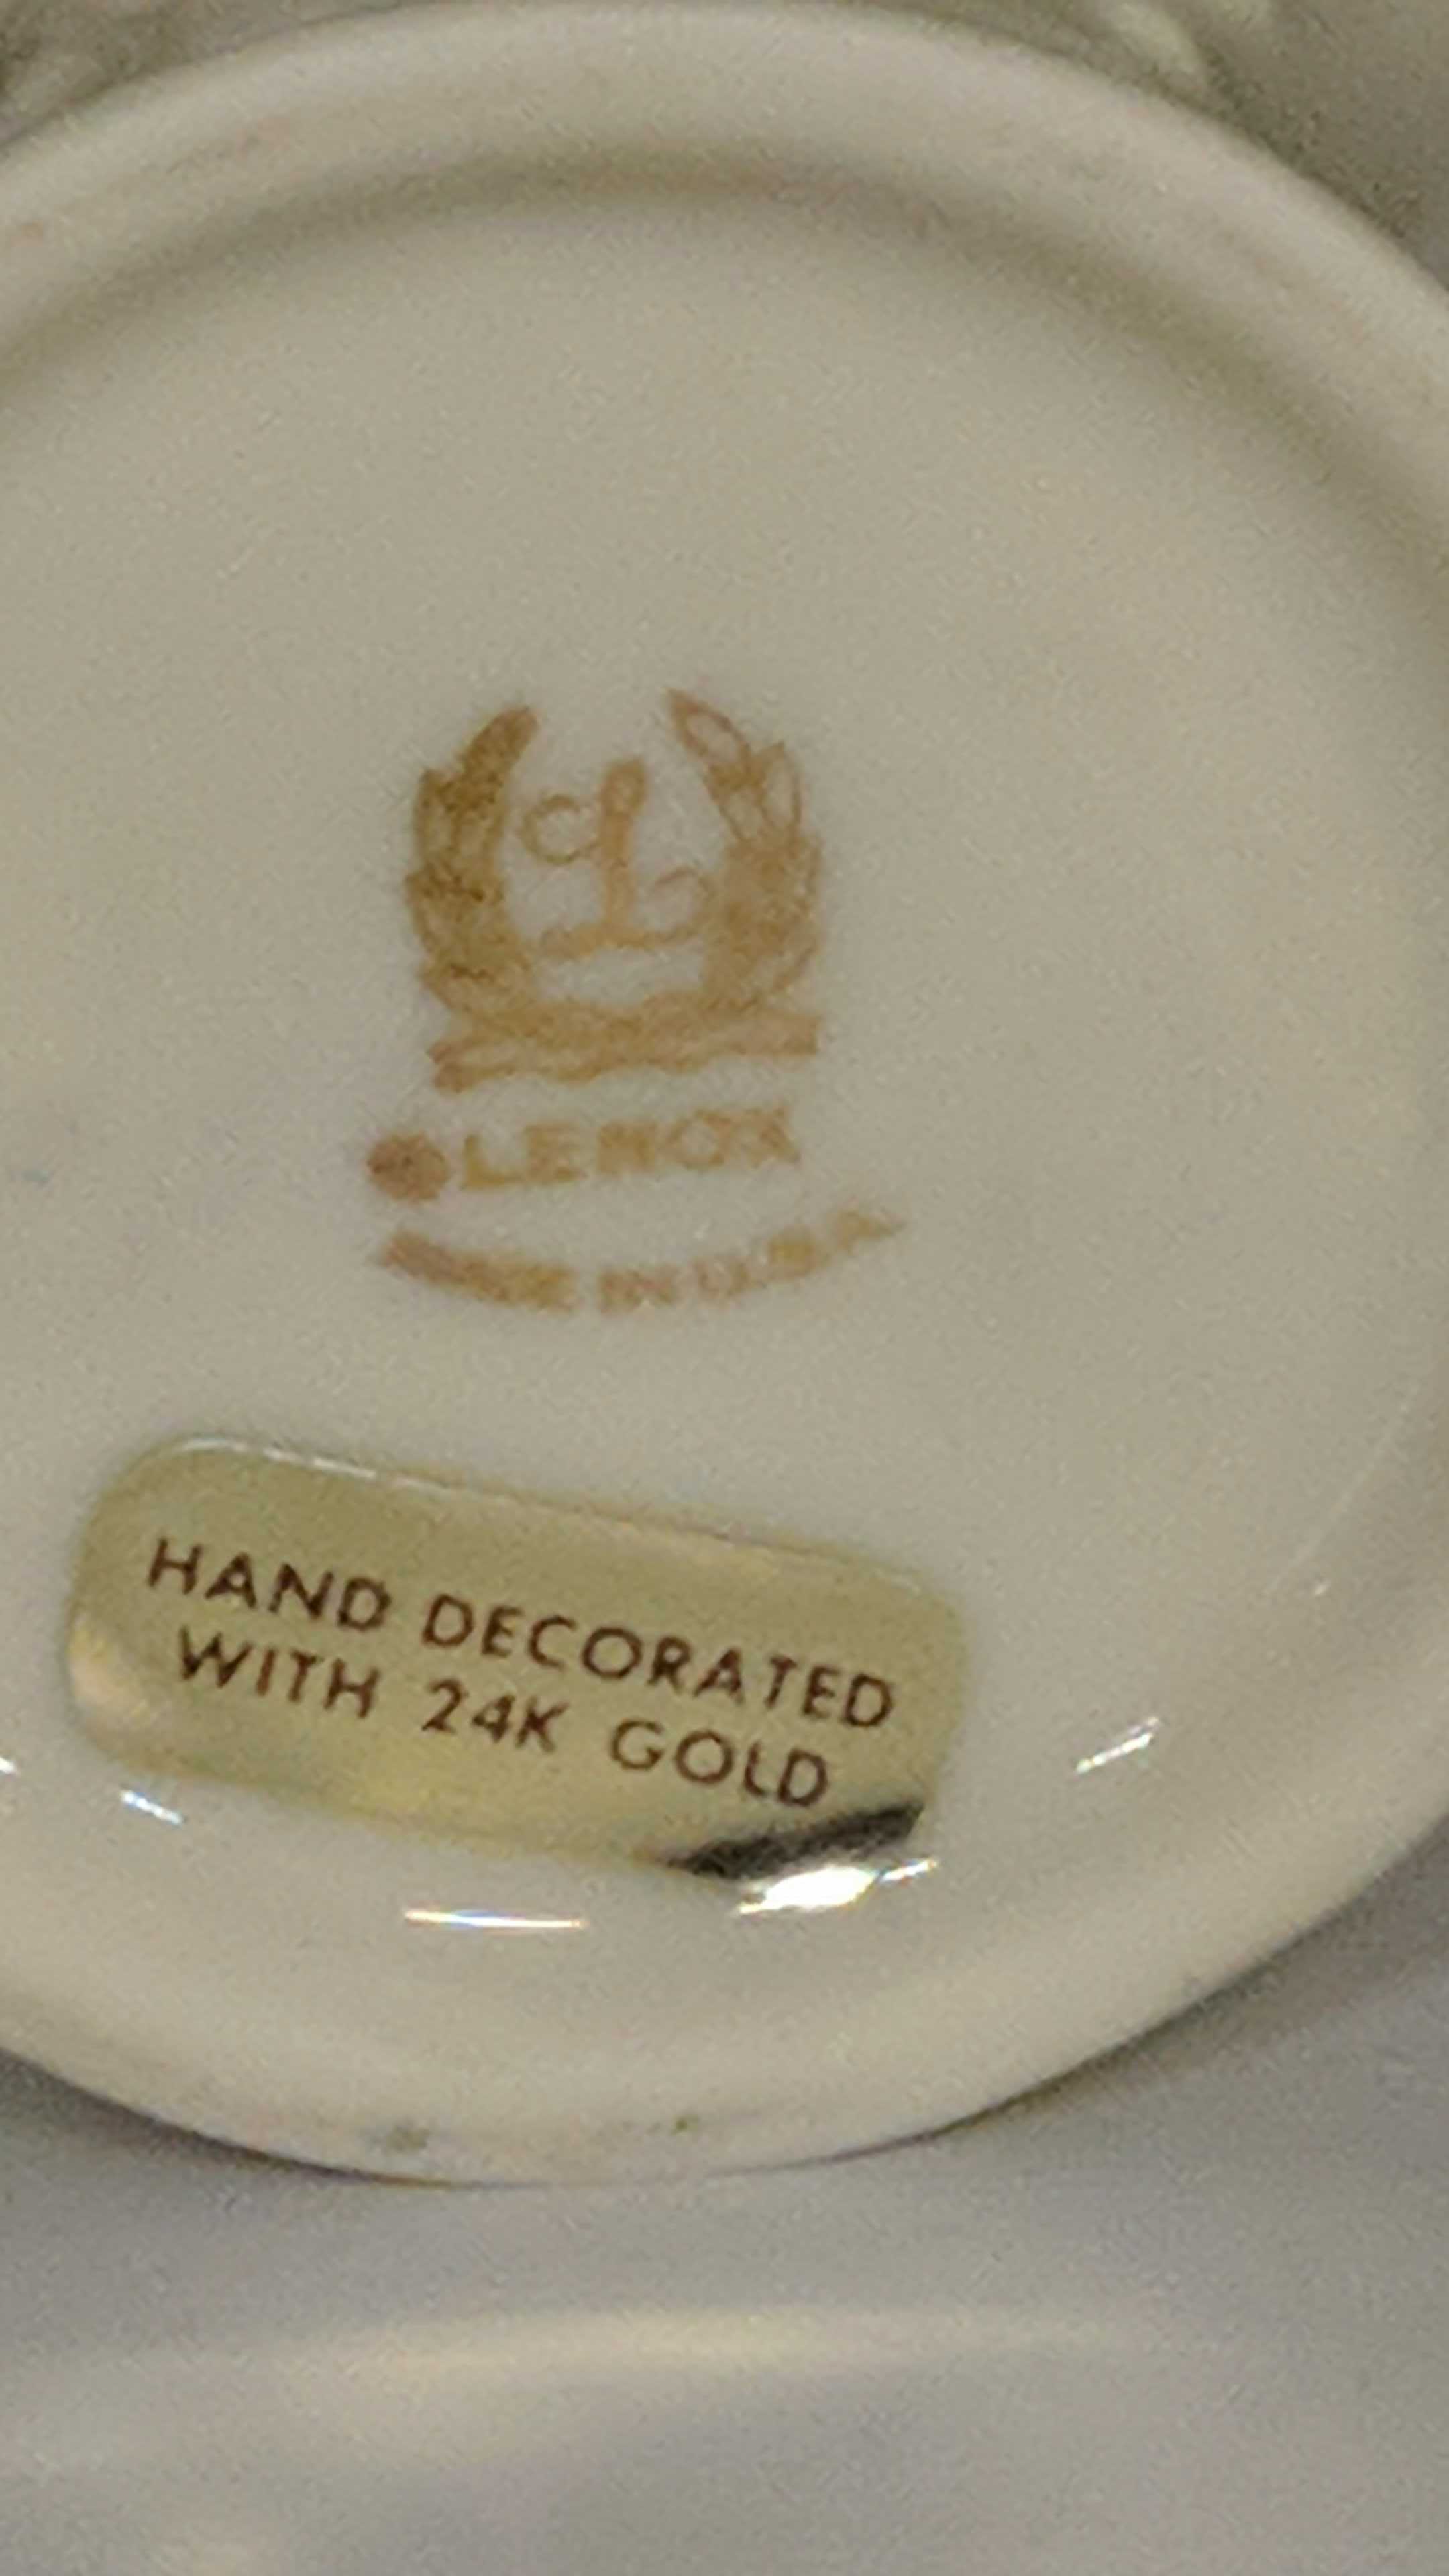 L
®LENOX
MADE IN U.S.A.
HAND DECORATED
WITH 24K GOLD